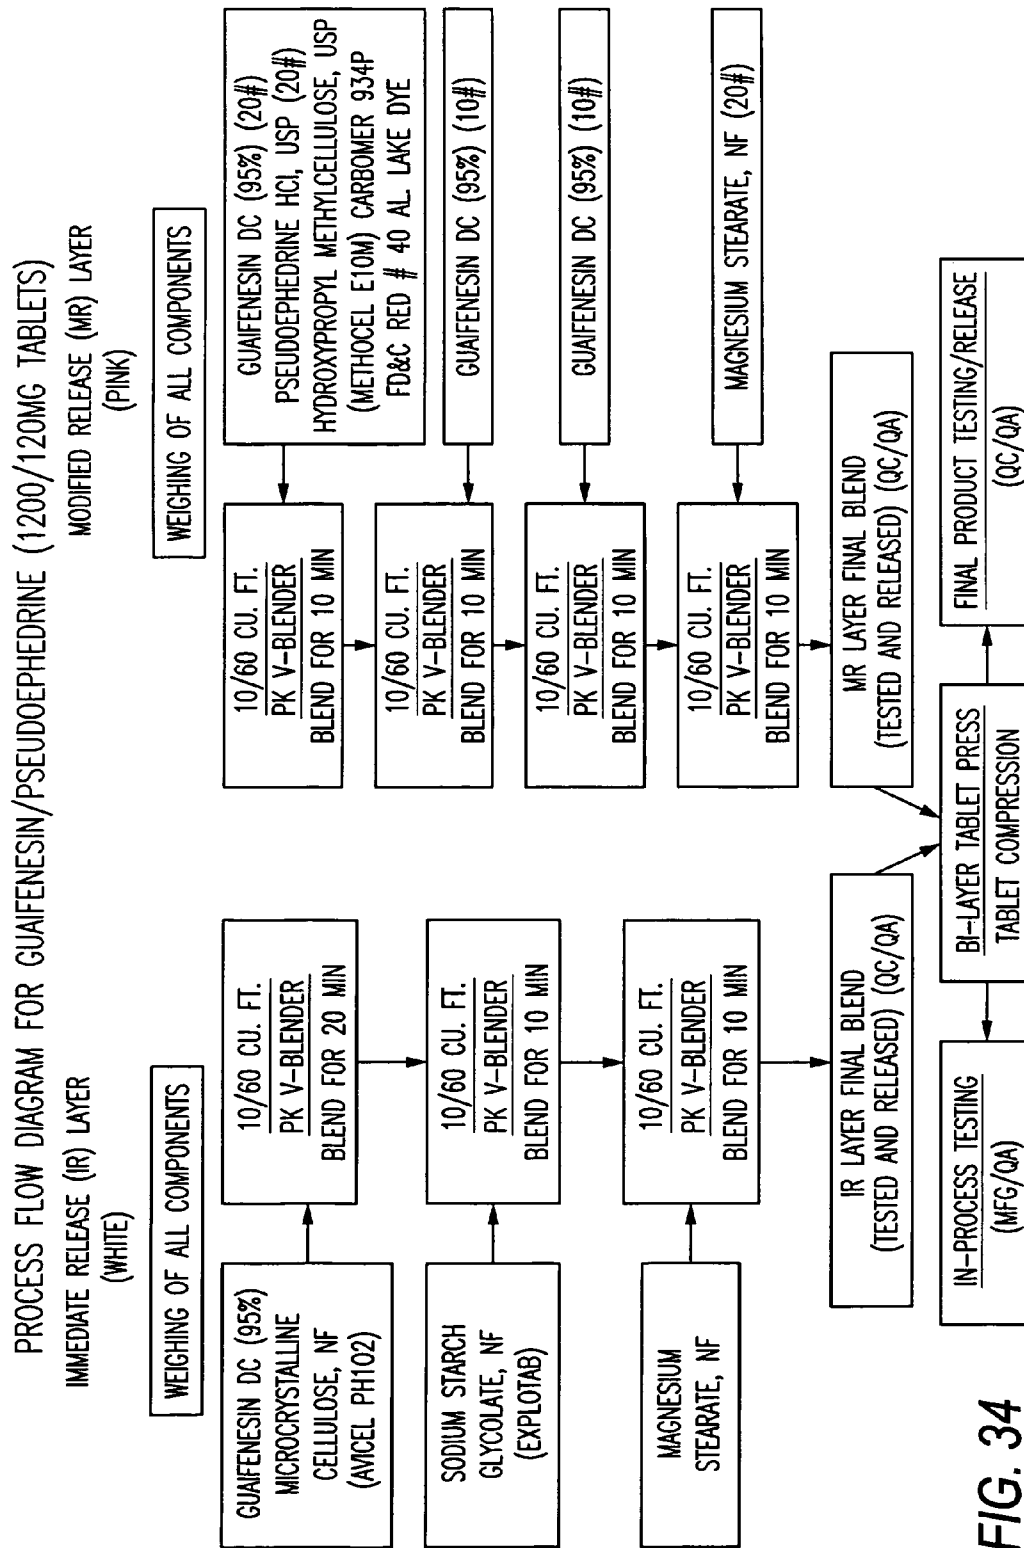 PROCESS FLOW DIAGRAM FOR GUAIFENESIN/PSEUDOEPHEDRINE (1200/120MG TABLETS)
IMMEDIATE RELEASE (IR) LAYER
(WHITE)
WEIGHING OF ALL COMPONENTS
GUAIFENESIN DC (95%)
MICROCRYSTALLINE
CELLULOSE, NF
(AVICEL PH102)
10/60 CU. FT.
PK V-BLENDER
BLEND FOR 20 MIN
SODIUM STARCH
GLYCOLATE, NF
(EXPLOTAB)
10/60 CU. FT.
PK V-BLENDER
BLEND FOR 10 MIN
MAGNESIUM
STEARATE, NF
10/60 CU. FT.
PK V-BLENDER
BLEND FOR 10 MIN
IR LAYER FINAL BLEND
(TESTED AND RELEASED) (QC/QA)
MODIFIED RELEASE (MR) LAYER
(PINK)
WEIGHING OF ALL COMPONENTS
10/60 CU. FT.
PK V-BLENDER
BLEND FOR 10 MIN
GUAIFENESIN DC (95%) (20#)
PSEUDOEPHEDRINE HCl, USP (20#)
HYDROXYPROPYL METHYLCELLULOSE, USP
(METHOCEL E10M) CARBOMER 934P
FD&C RED # 40 AL. LAKE DYE
10/60 CU. FT.
PK V-BLENDER
BLEND FOR 10 MIN
GUAIFENESIN DC (95%) (10#)
10/60 CU. FT.
PK V-BLENDER
BLEND FOR 10 MIN
GUAIFENESIN DC (95%) (10#)
10/60 CU. FT.
PK V-BLENDER
BLEND FOR 10 MIN
MAGNESIUM STEARATE, NF (20#)
MR LAYER FINAL BLEND
(TESTED AND RELEASED) (QC/QA)
IN-PROCESS TESTING
(MFG/QA)
BI-LAYER TABLET PRESS
TABLET COMPRESSION
FINAL PRODUCT TESTING/RELEASE
(QC/QA)
FIG. 34